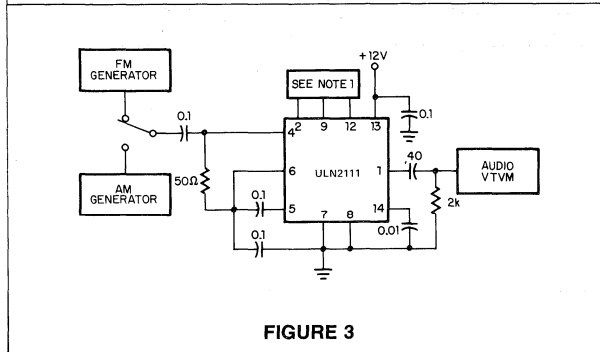 +12V
FM
GENERATOR
SEE NOTE 1
0.1
0.1
2 9 12 13
4
6
ULN2111
1
40
AUDIO
VTVM
50Ω
AM
GENERATOR
0.1
5
14
2k
0.1
7 8
0.01
FIGURE 3